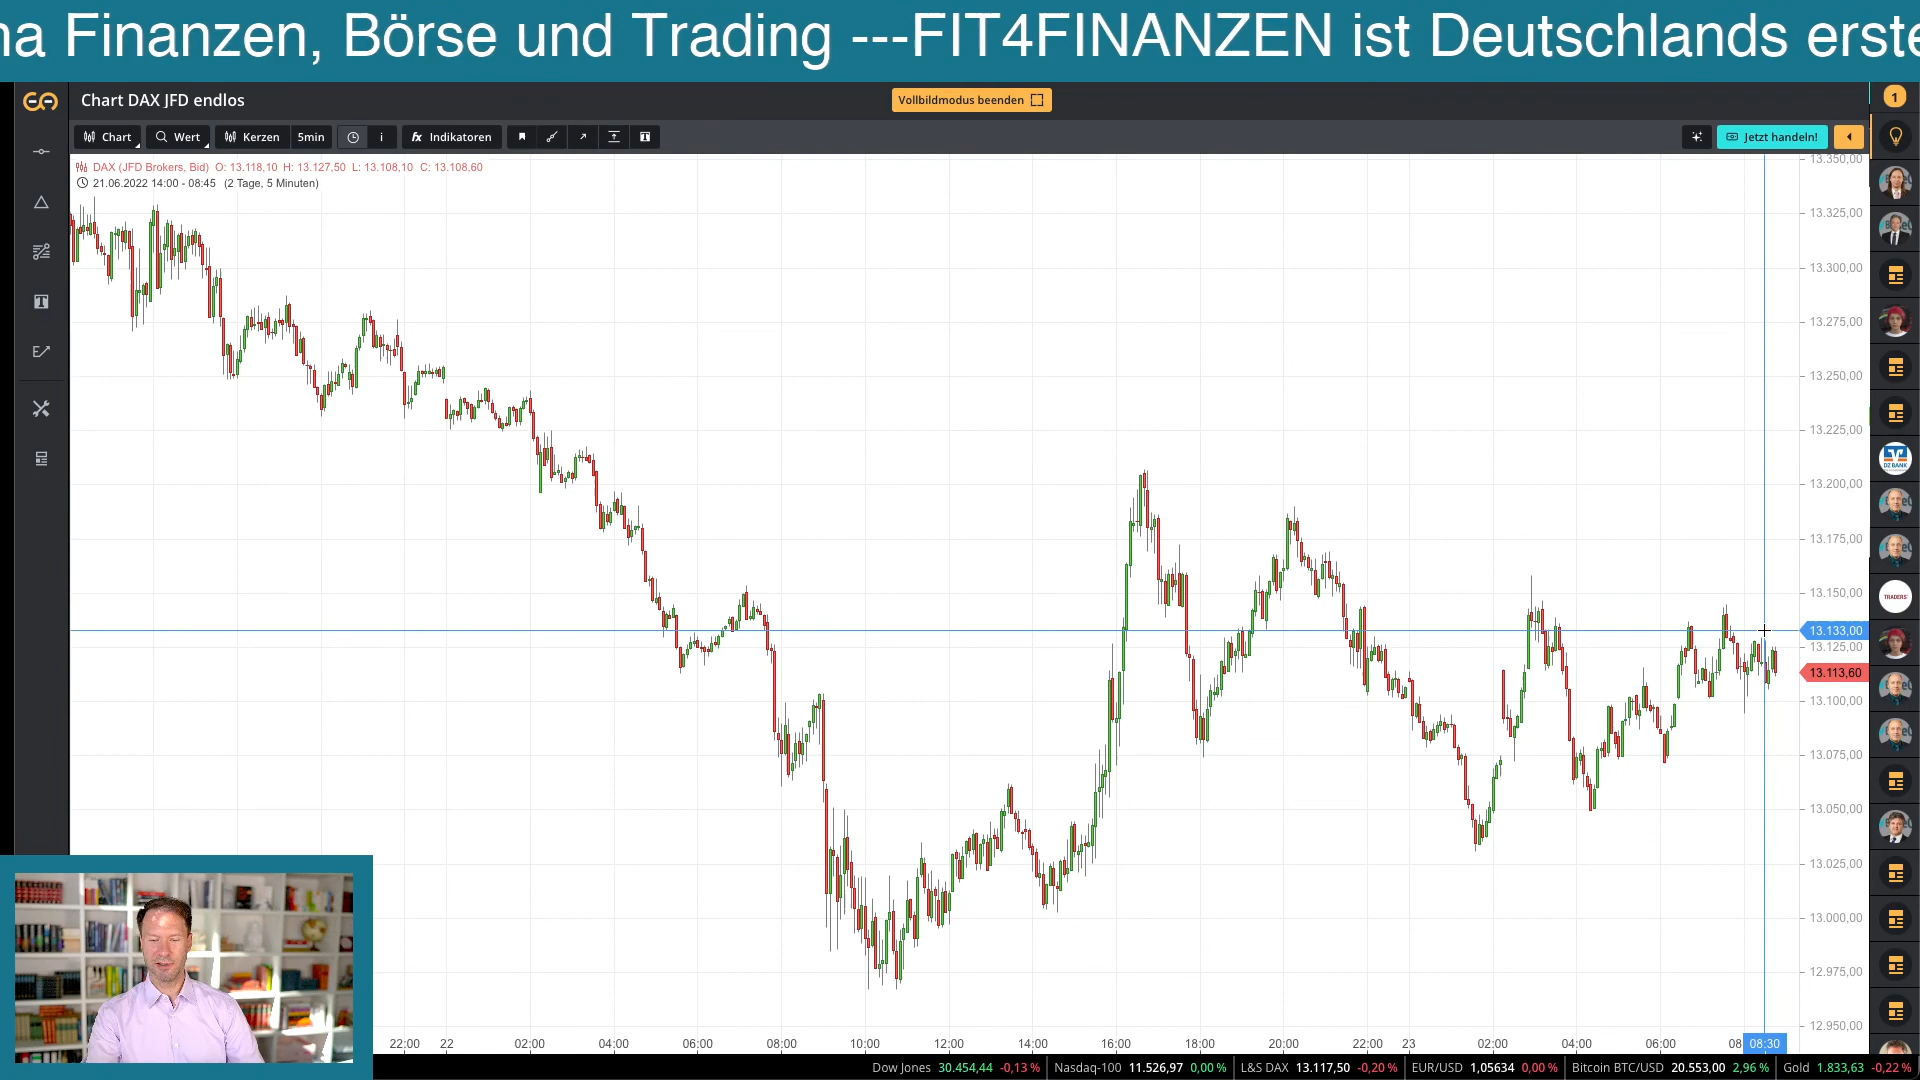 na Finanzen, Börse und Trading ---FIT4FINANZEN ist Deutschlands erste
Chart DAX JFD endlos
Vollbildmodus beenden
1
Chart
Wert
Kerzen
5min
i
fx Indikatoren
Jetzt handeln!
DAX (JFD Brokers, Bid) O: 13.118,10 H: 13.127,50 L: 13.108,10 C: 13.108,60
21.06.2022 14:00 - 08:45 (2 Tage, 5 Minuten)
13.350,00
13.325,00
13.300,00
13.275,00
13.250,00
13.225,00
13.200,00
13.175,00
13.150,00
13.133,00
13.125,00
13.113,60
13.100,00
13.075,00
13.050,00
13.025,00
13.000,00
12.975,00
12.950,00
DZ BANK
TRADERS'
22:00 22 02:00 04:00 06:00 08:00 10:00 12:00 14:00 16:00 18:00 20:00 22:00 23 02:00 04:00 06:00 08 08:30
Dow Jones 30.454,44 -0,13 % Nasdaq-100 11.526,97 0,00 % L&S DAX 13.117,50 -0,20 % EUR/USD 1,05634 0,00 % Bitcoin BTC/USD 20.553,00 2,96 % Gold 1.833,63 -0,22 %